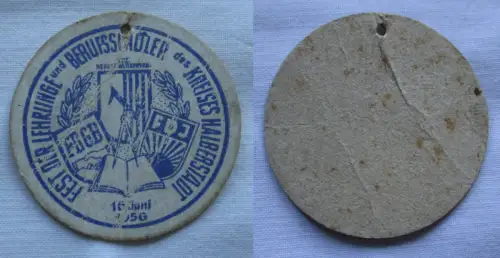 FEST DER LEHRLINGE und BERUFSSCHÜLER des KREISES HALBERSTADT
FDGB
FDJ
16. Juni
1956